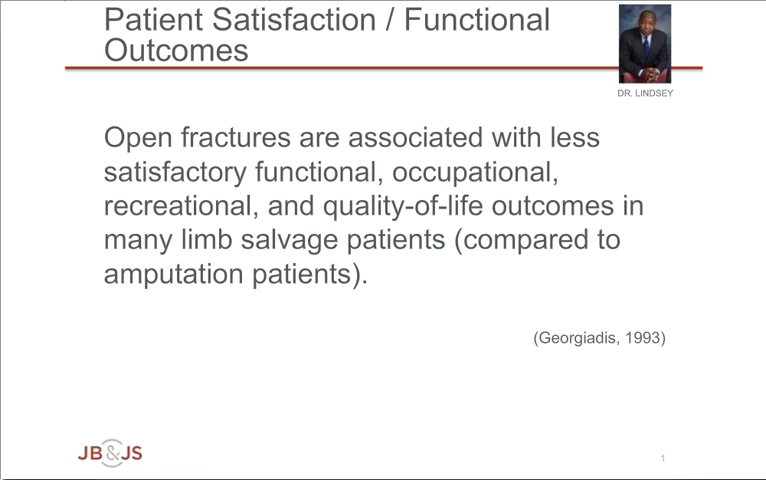 Patient Satisfaction / Functional
Outcomes
DR. LINDSEY
Open fractures are associated with less
satisfactory functional, occupational,
recreational, and quality-of-life outcomes in
many limb salvage patients (compared to
amputation patients).
(Georgiadis, 1993)
JB&JS
1